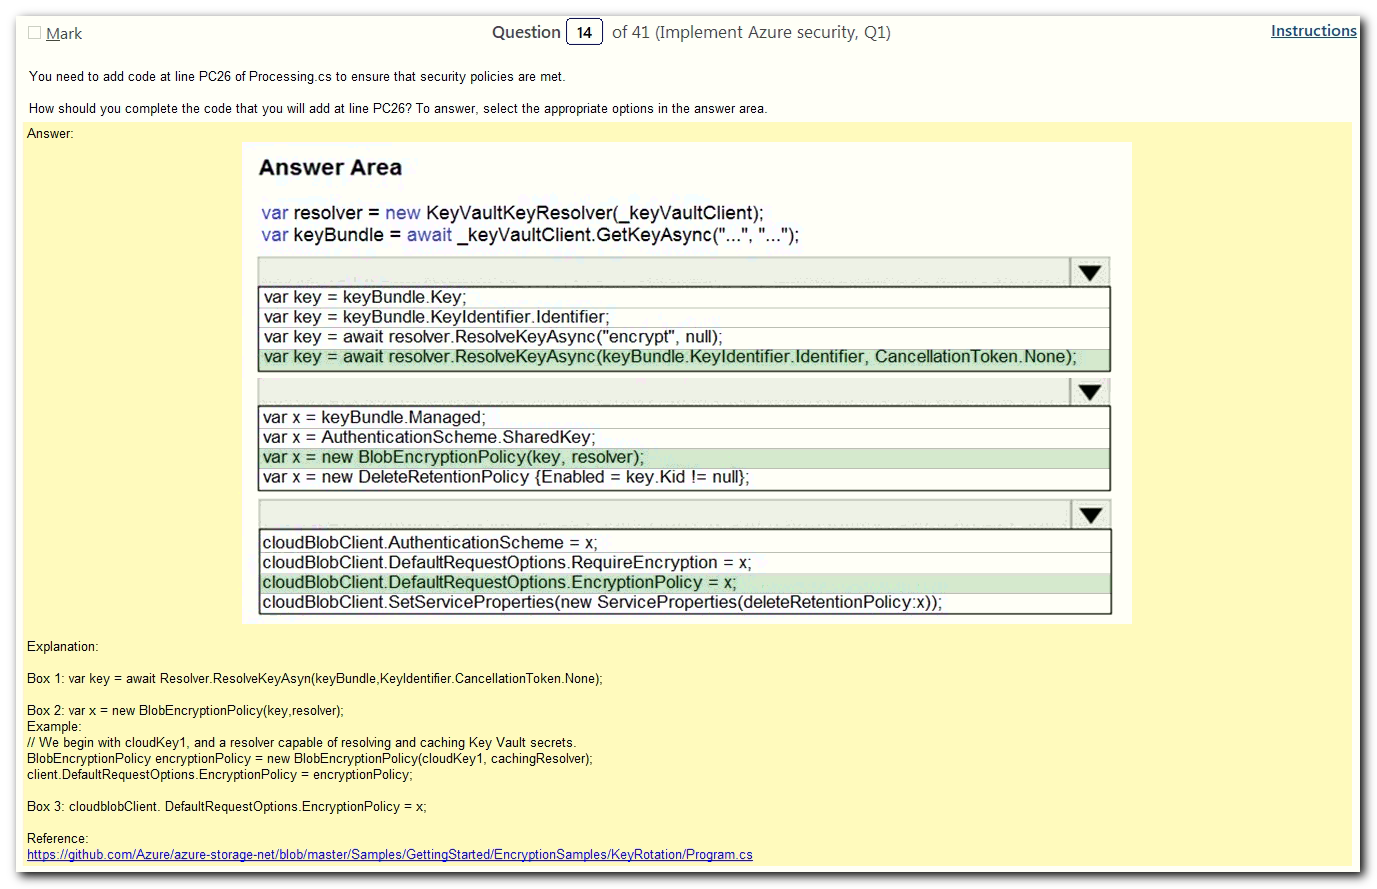 Mark
Question 14 of 41 (Implement Azure security, Q1)
Instructions
You need to add code at line PC26 of Processing.cs to ensure that security policies are met.
How should you complete the code that you will add at line PC26? To answer, select the appropriate options in the answer area.
Answer:
Answer Area
var resolver = new KeyVaultKeyResolver(_keyVaultClient);
var keyBundle = await _keyVaultClient.GetKeyAsync("...", "...");
var key = keyBundle.Key;
var key = keyBundle.KeyIdentifier.Identifier;
var key = await resolver.ResolveKeyAsync("encrypt", null);
var key = await resolver.ResolveKeyAsync(keyBundle.KeyIdentifier.Identifier, CancellationToken.None);
var x = keyBundle.Managed;
var x = AuthenticationScheme.SharedKey;
var x = new BlobEncryptionPolicy(key, resolver);
var x = new DeleteRetentionPolicy {Enabled = key.Kid != null};
cloudBlobClient.AuthenticationScheme = x;
cloudBlobClient.DefaultRequestOptions.RequireEncryption = x;
cloudBlobClient.DefaultRequestOptions.EncryptionPolicy = x;
cloudBlobClient.SetServiceProperties(new ServiceProperties(deleteRetentionPolicy:x));
Explanation:
Box 1: var key = await Resolver.ResolveKeyAsyn(keyBundle,KeyIdentifier.CancellationToken.None);
Box 2: var x = new BlobEncryptionPolicy(key,resolver);
Example:
// We begin with cloudKey1, and a resolver capable of resolving and caching Key Vault secrets.
BlobEncryptionPolicy encryptionPolicy = new BlobEncryptionPolicy(cloudKey1, cachingResolver);
client.DefaultRequestOptions.EncryptionPolicy = encryptionPolicy;
Box 3: cloudblobClient. DefaultRequestOptions.EncryptionPolicy = x;
Reference:
https://github.com/Azure/azure-storage-net/blob/master/Samples/GettingStarted/EncryptionSamples/KeyRotation/Program.cs